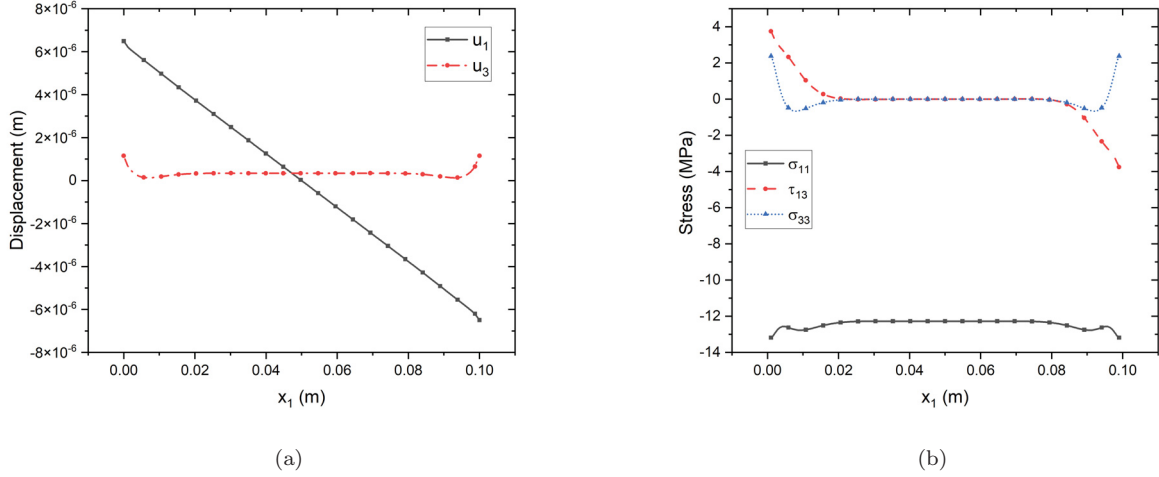 8×10⁻⁶
6×10⁻⁶
4×10⁻⁶
2×10⁻⁶
0
-2×10⁻⁶
-4×10⁻⁶
-6×10⁻⁶
-8×10⁻⁶
Displacement (m)
u₁
u₃
0.00 0.02 0.04 0.06 0.08 0.10
x₁ (m)
(a)
4
2
0
-2
-4
-6
-8
-10
-12
-14
Stress (MPa)
σ₁₁
τ₁₃
σ₃₃
0.00 0.02 0.04 0.06 0.08 0.10
x₁ (m)
(b)